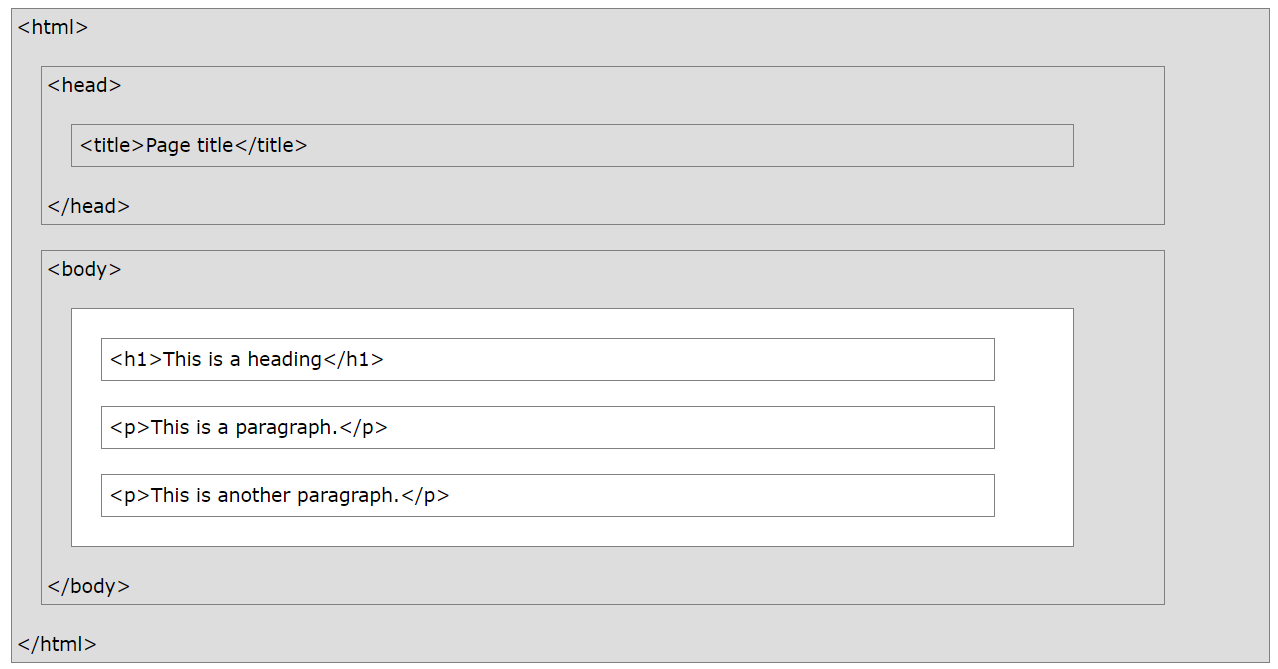 <html>
<head>
<title>Page title</title>
</head>
<body>
<h1>This is a heading</h1>
<p>This is a paragraph.</p>
<p>This is another paragraph.</p>
</body>
</html>